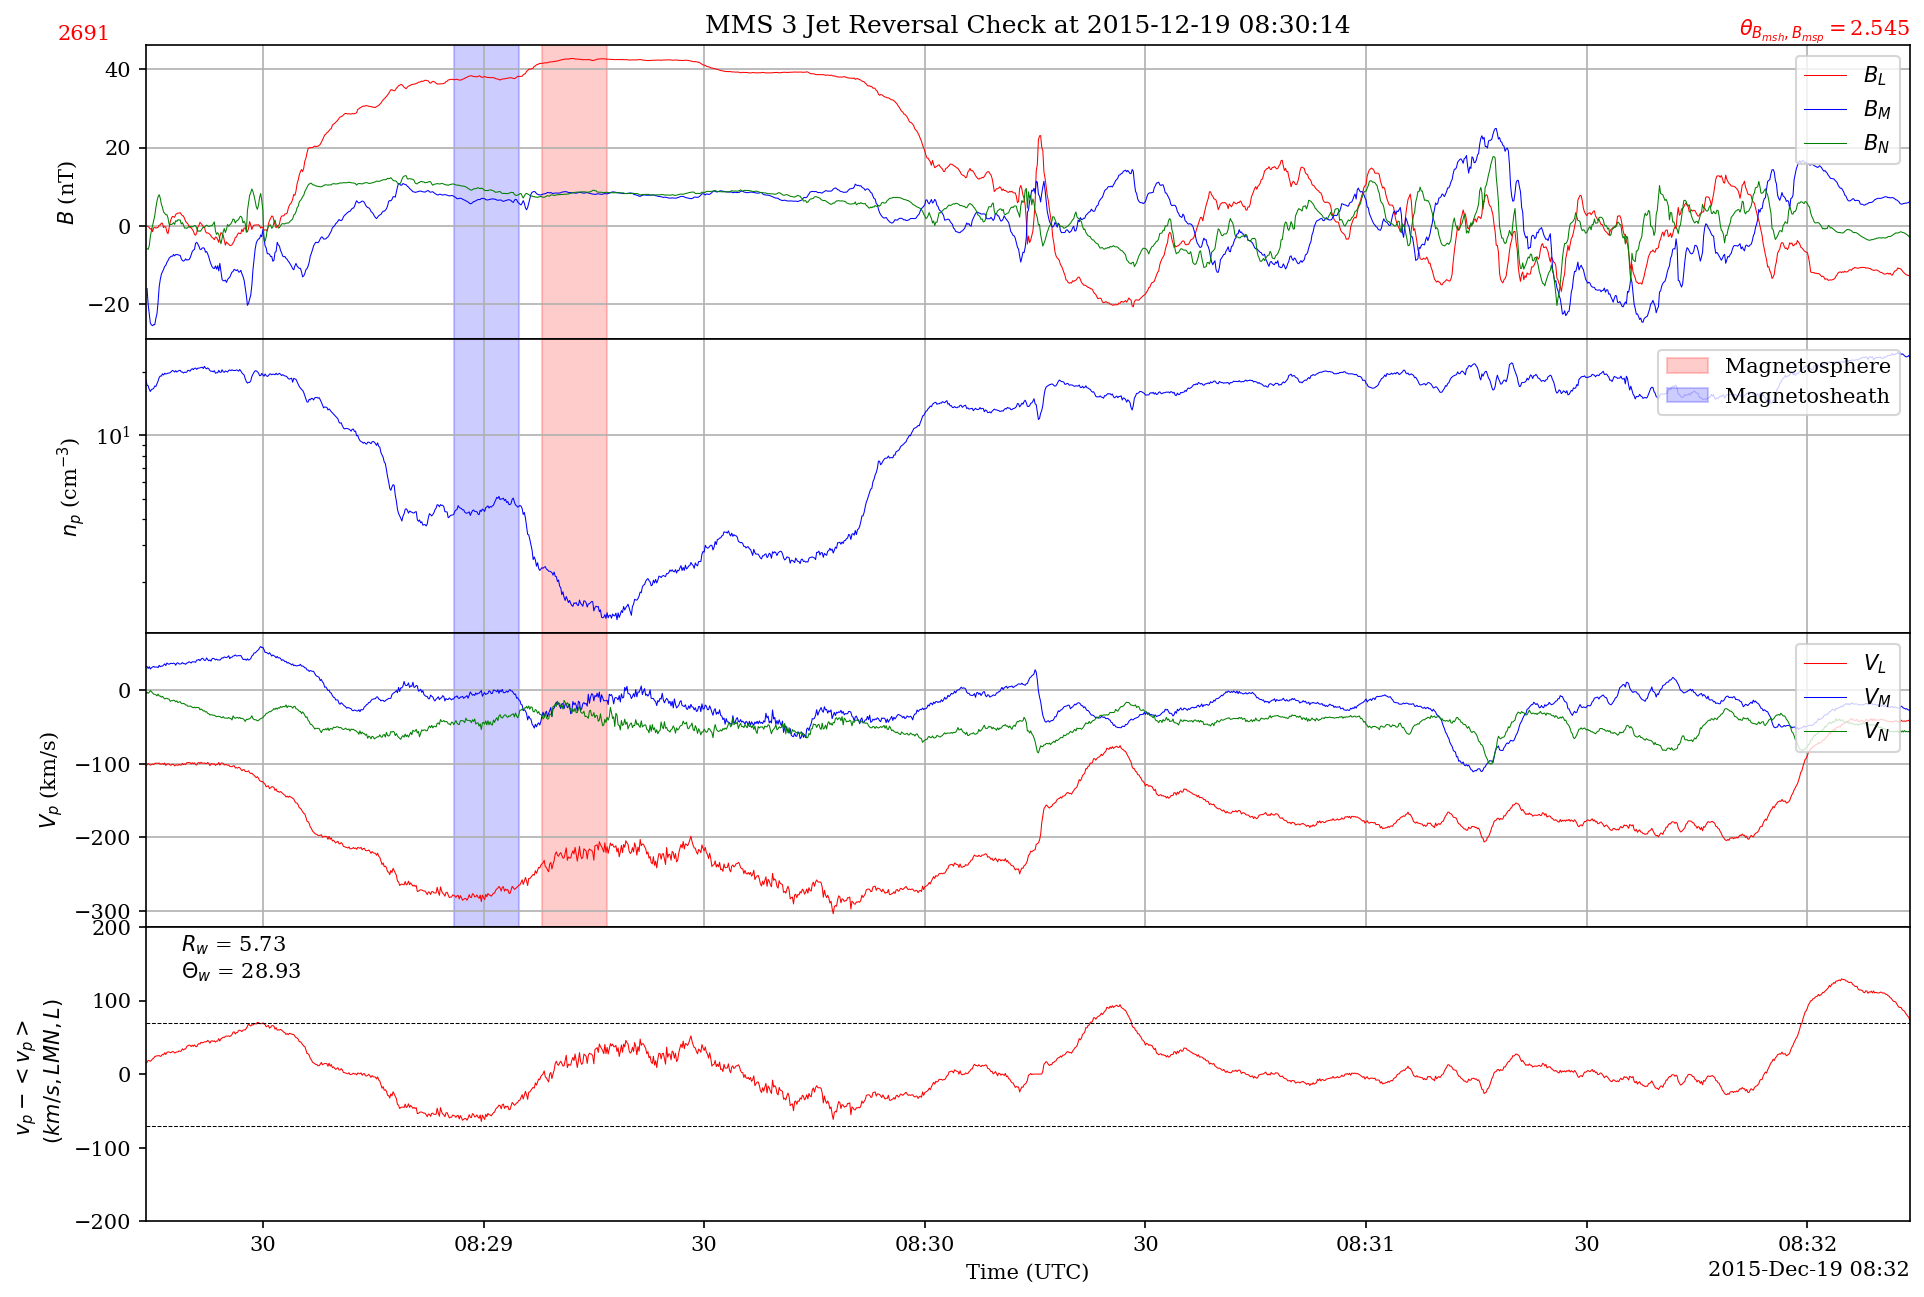 MMS 3 Jet Reversal Check at 2015-12-19 08:30:14
2691
θ_{B_{msh}, B_{msp}} = 2.545
40
20
0
−20
B (nT)
B_L
B_M
B_N
10^1
n_p (cm^{−3})
Magnetosphere
Magnetosheath
0
−100
−200
−300
V_p (km/s)
V_L
V_M
V_N
200
100
0
−100
−200
v_p − < v_p >
(km/s, LMN, L)
R_w = 5.73
Θ_w = 28.93
30
08:29
30
08:30
30
08:31
30
08:32
Time (UTC)
2015-Dec-19 08:32